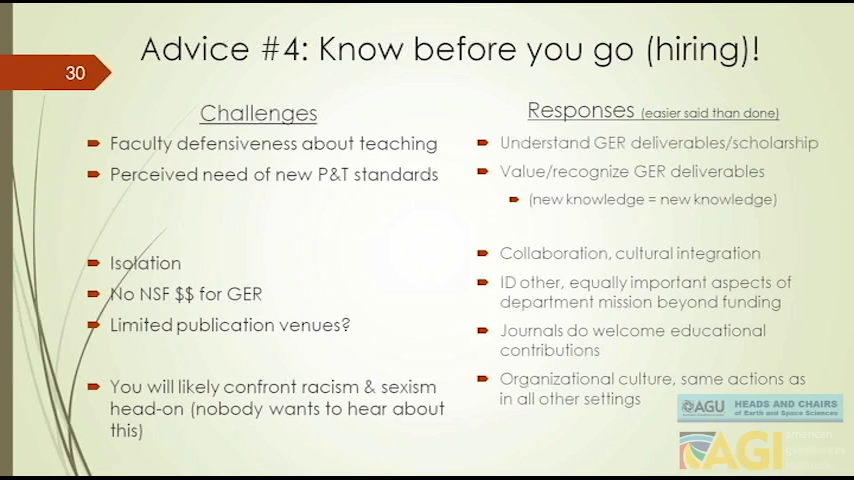 Advice #4: Know before you go (hiring)!
30
Challenges
Faculty defensiveness about teaching
Perceived need of new P&T standards
Isolation
No NSF $$ for GER
Limited publication venues?
You will likely confront racism & sexism
head-on (nobody wants to hear about
this)
Responses (easier said than done)
Understand GER deliverables/scholarship
Value/recognize GER deliverables
(new knowledge = new knowledge)
Collaboration, cultural integration
ID other, equally important aspects of
department mission beyond funding
Journals do welcome educational
contributions
Organizational culture, same actions as
in all other settings
AGU
HEADS AND CHAIRS
of Earth and Space Sciences
AGI
american
geosciences
institute